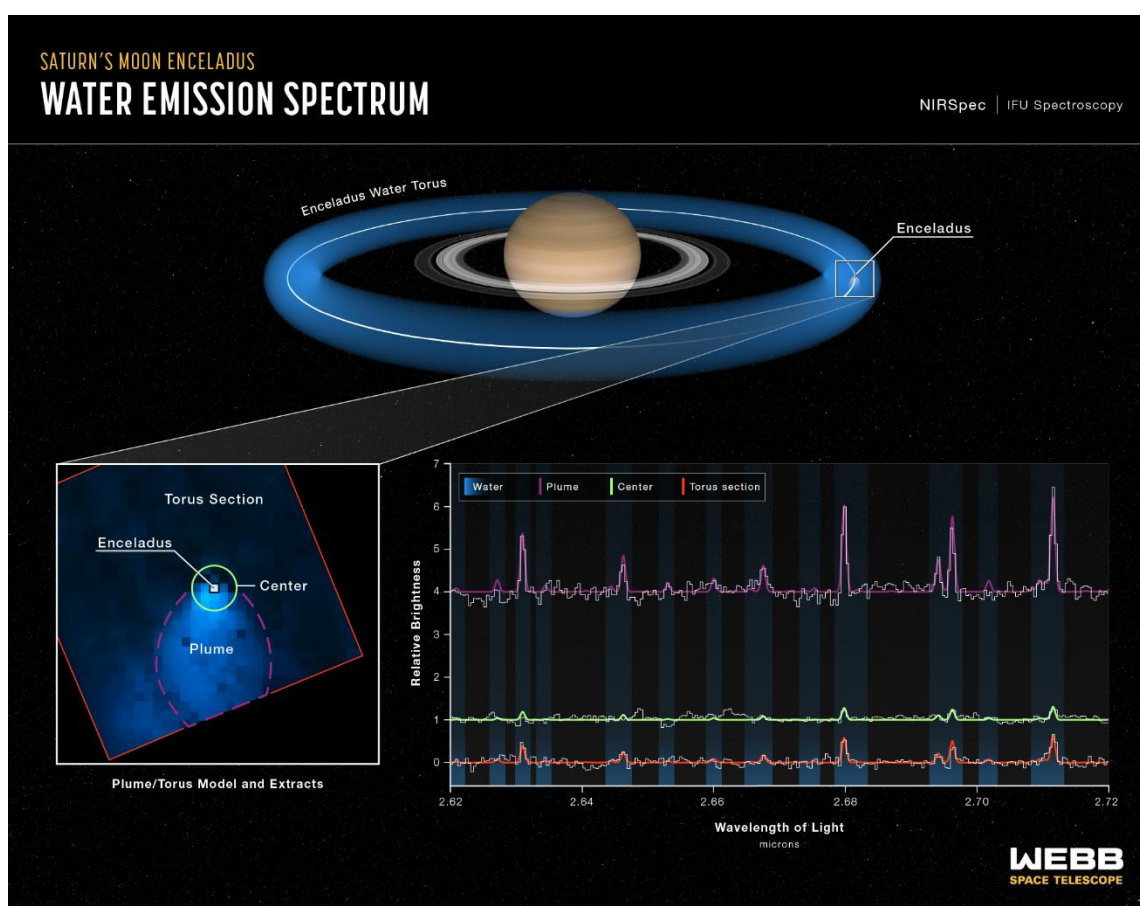 SATURN'S MOON ENCELADUS
WATER EMISSION SPECTRUM
NIRSpec | IFU Spectroscopy
Enceladus Water Torus
Enceladus
Torus Section
Enceladus
Center
Plume
Plume/Torus Model and Extracts
7
6
5
4
3
2
1
0
Relative Brightness
Water
Plume
Center
Torus section
2.62
2.64
2.66
2.68
2.70
2.72
Wavelength of Light
microns
WEBB
SPACE TELESCOPE